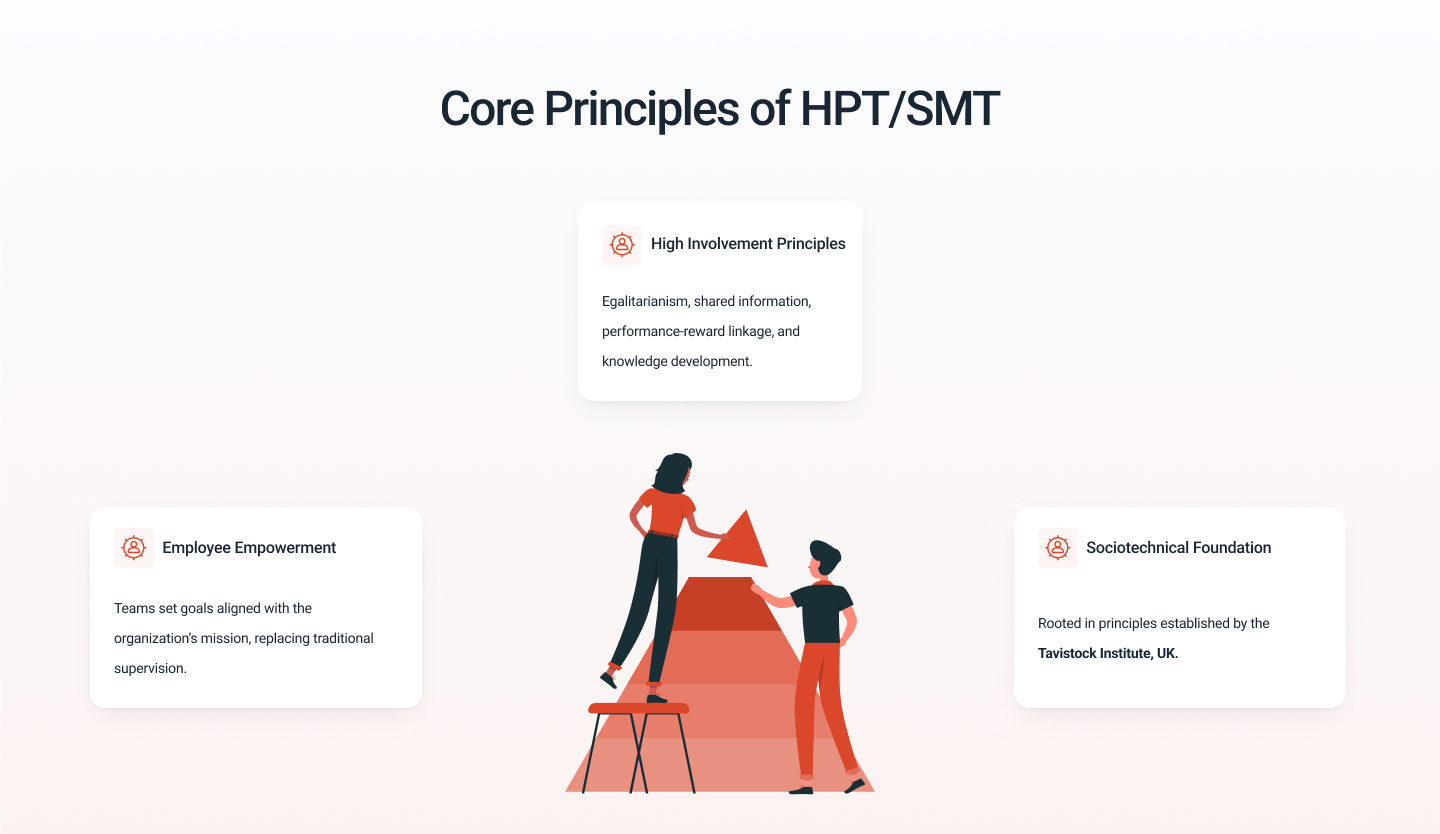 Core Principles of HPT/SMT
High Involvement Principles
Egalitarianism, shared information,
performance-reward linkage, and
knowledge development.
Employee Empowerment
Teams set goals aligned with the
organization's mission, replacing traditional
supervision.
Sociotechnical Foundation
Rooted in principles established by the
Tavistock Institute, UK.